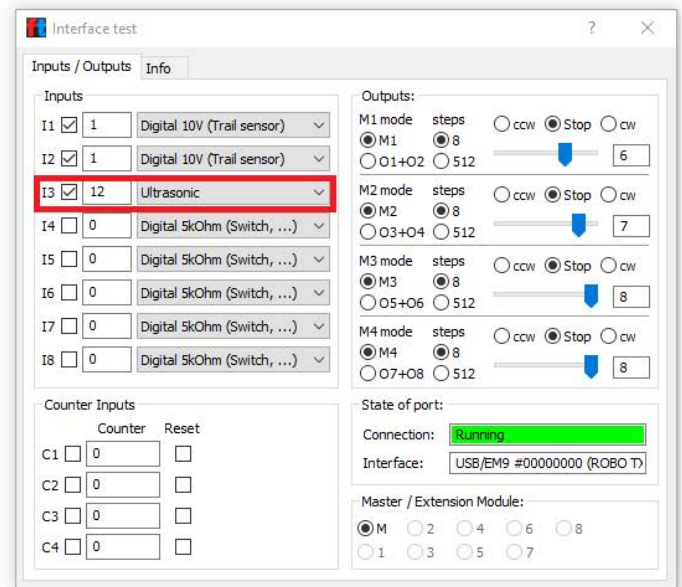 ft Interface test ? ×
Inputs / Outputs Info
Inputs
I1 1 Digital 10V (Trail sensor)
I2 1 Digital 10V (Trail sensor)
I3 12 Ultrasonic
I4 0 Digital 5kOhm (Switch, ...)
I5 0 Digital 5kOhm (Switch, ...)
I6 0 Digital 5kOhm (Switch, ...)
I7 0 Digital 5kOhm (Switch, ...)
I8 0 Digital 5kOhm (Switch, ...)
Counter Inputs
Counter Reset
C1 0
C2 0
C3 0
C4 0
Outputs:
M1 mode steps ccw Stop cw
M1 8
O1+O2 512 6
M2 mode steps ccw Stop cw
M2 8
O3+O4 512 7
M3 mode steps ccw Stop cw
M3 8
O5+O6 512 8
M4 mode steps ccw Stop cw
M4 8
O7+O8 512 8
State of port:
Connection: Running
Interface: USB/EM9 #00000000 (ROBO TX
Master / Extension Module:
M 2 4 6 8
1 3 5 7